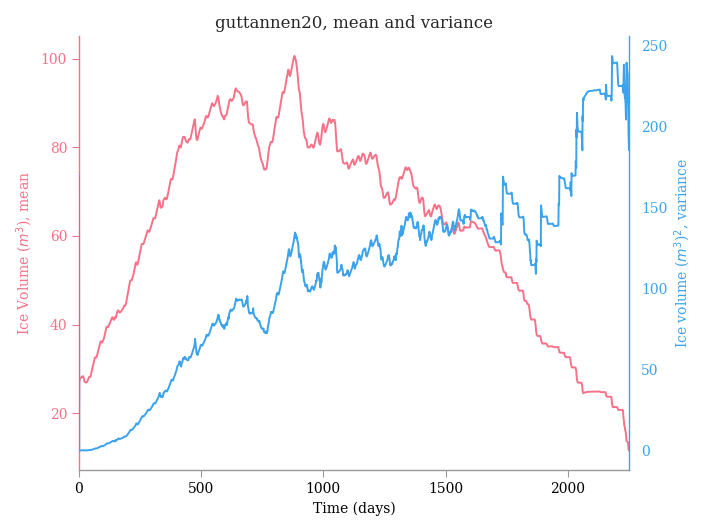 guttannen20, mean and variance
Ice Volume (m³), mean
100
80
60
40
20
250
200
150
100
50
0
Ice volume (m³)², variance
0 500 1000 1500 2000
Time (days)